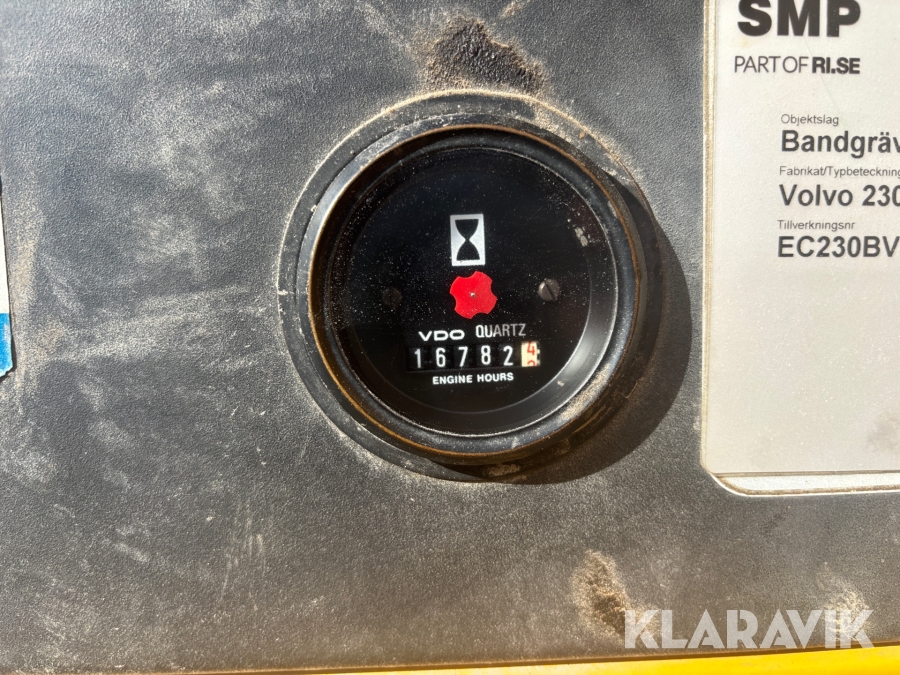 SMP
PART OF RI.SE
Objektslag
Bandgräv
Fabrikat/Typbeteckning
Volvo 230
Tillverkningsnr
EC230BV
VDO QUARTZ
16782 4
ENGINE HOURS
KLARAVIK